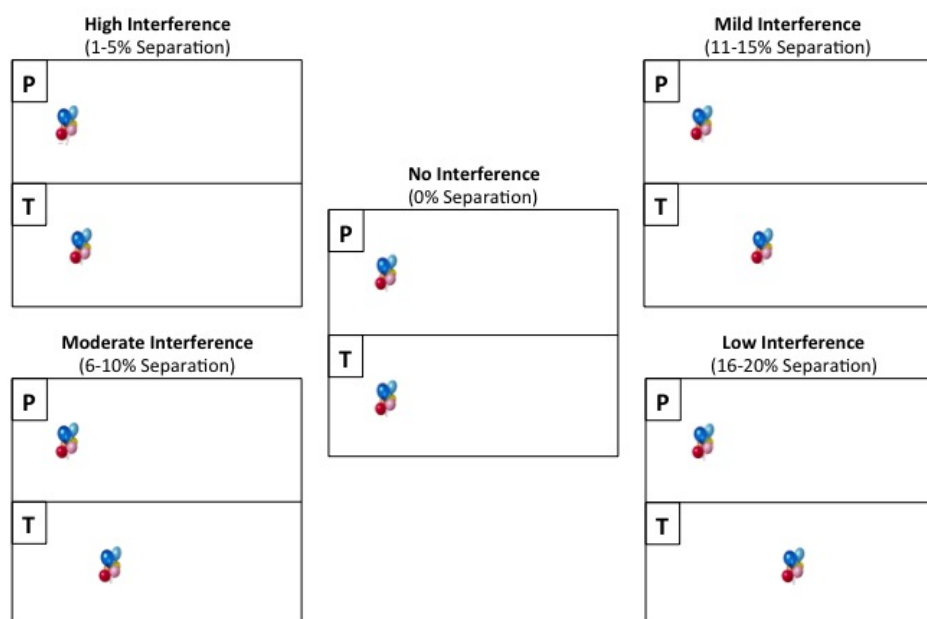 High Interference
(1-5% Separation)
P
T
Moderate Interference
(6-10% Separation)
P
T
No Interference
(0% Separation)
P
T
Mild Interference
(11-15% Separation)
P
T
Low Interference
(16-20% Separation)
P
T